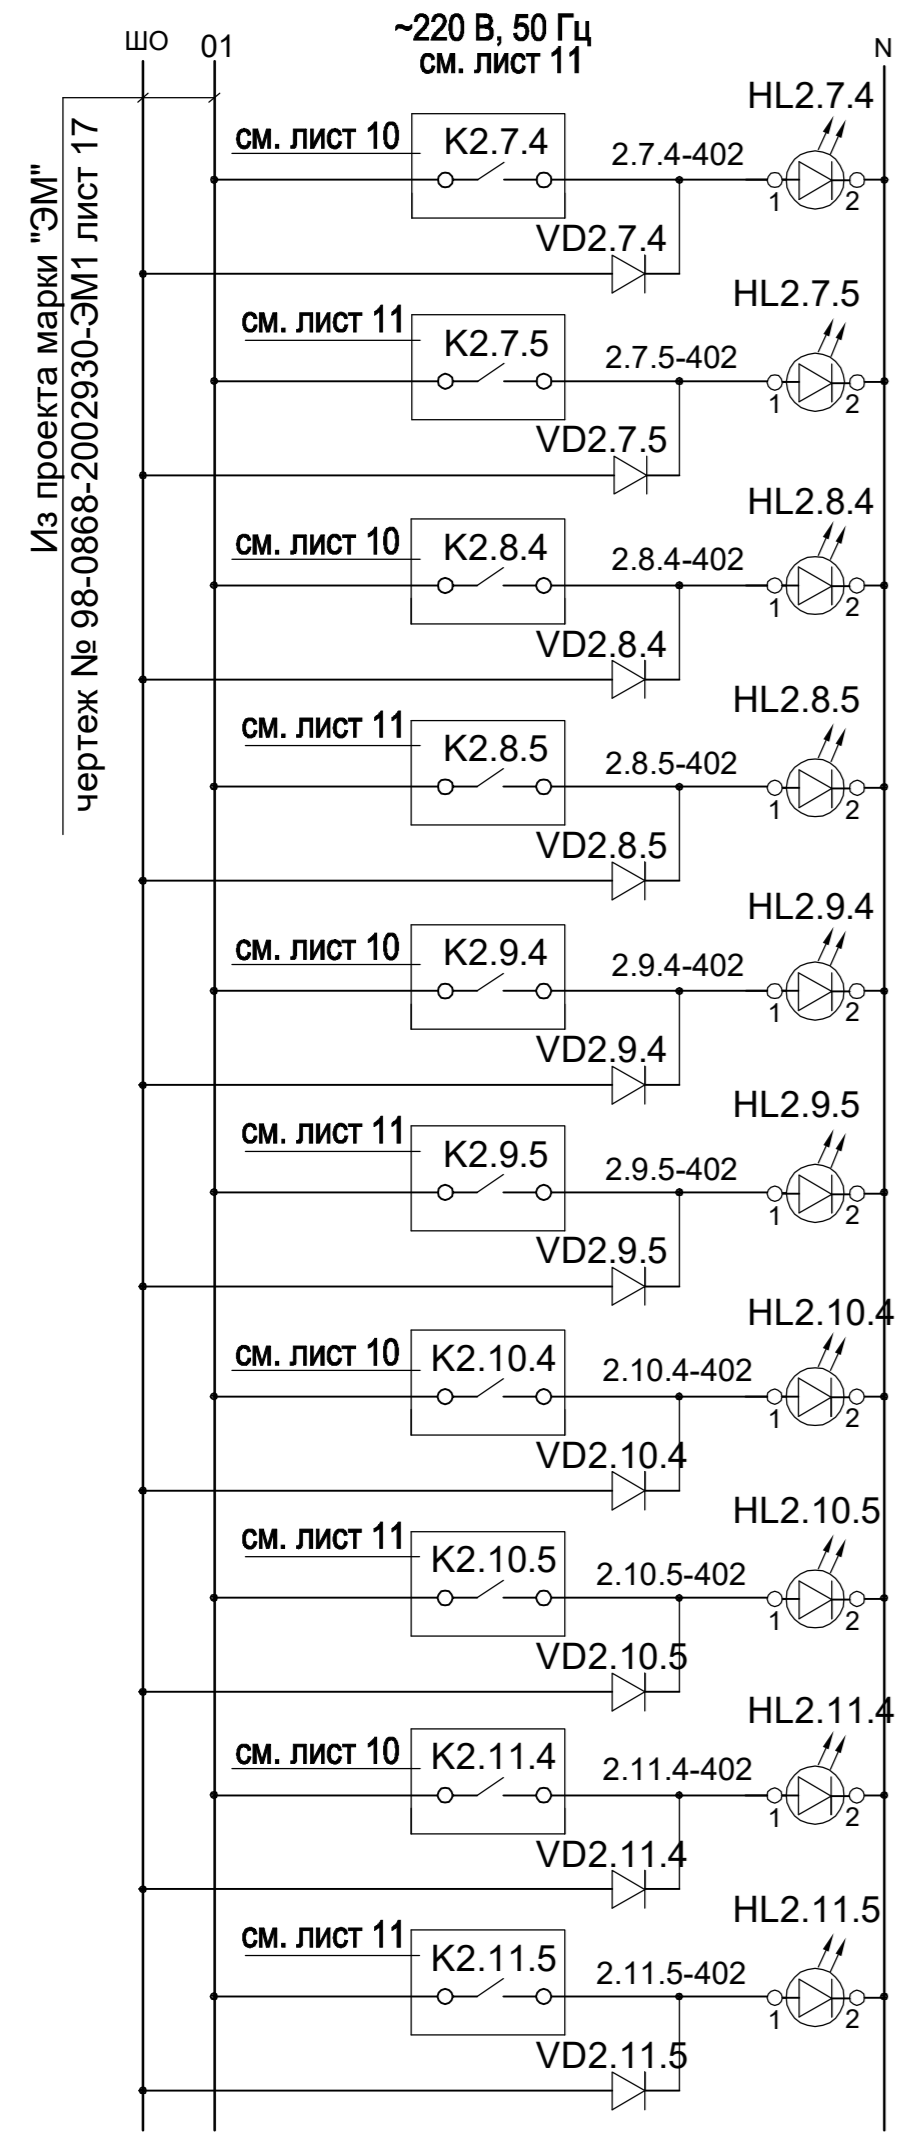 ШО 01 ~220 В, 50 Гц N
см. лист 11
Из проекта марки "ЭМ"
чертеж № 98-0868-2002930-ЭМ1 лист 17
HL2.7.4
см. лист 10 K2.7.4 2.7.4-402
1 2
VD2.7.4
HL2.7.5
см. лист 11 K2.7.5 2.7.5-402
1 2
VD2.7.5
HL2.8.4
см. лист 10 K2.8.4 2.8.4-402
1 2
VD2.8.4
HL2.8.5
см. лист 11 K2.8.5 2.8.5-402
1 2
VD2.8.5
HL2.9.4
см. лист 10 K2.9.4 2.9.4-402
1 2
VD2.9.4
HL2.9.5
см. лист 11 K2.9.5 2.9.5-402
1 2
VD2.9.5
HL2.10.4
см. лист 10 K2.10.4 2.10.4-402
1 2
VD2.10.4
HL2.10.5
см. лист 11 K2.10.5 2.10.5-402
1 2
VD2.10.5
HL2.11.4
см. лист 10 K2.11.4 2.11.4-402
1 2
VD2.11.4
HL2.11.5
см. лист 11 K2.11.5 2.11.5-402
1 2
VD2.11.5